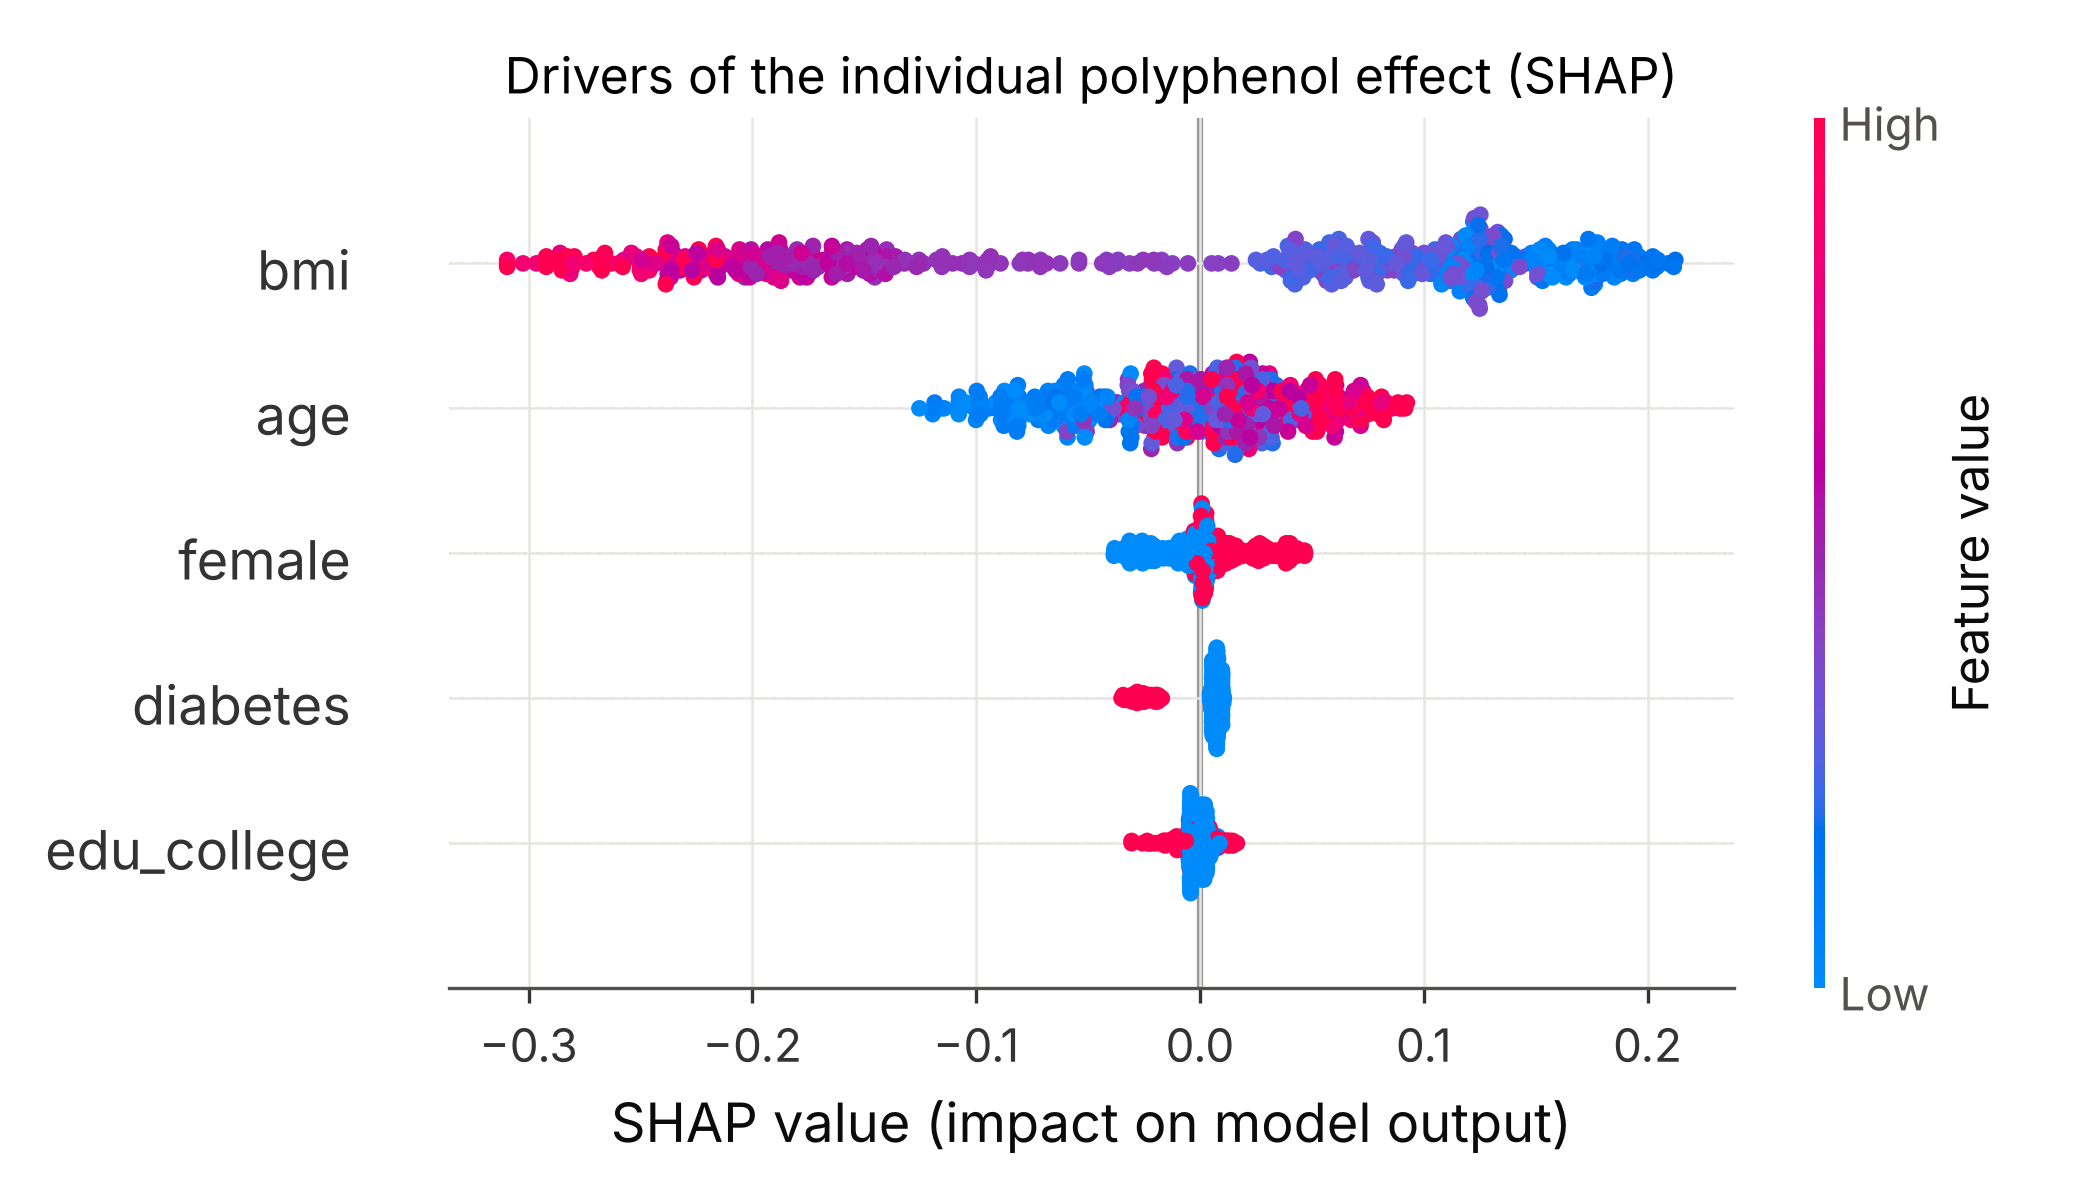 Drivers of the individual polyphenol effect (SHAP)
High
bmi
age
female
diabetes
edu_college
Feature value
Low
−0.3 −0.2 −0.1 0.0 0.1 0.2
SHAP value (impact on model output)